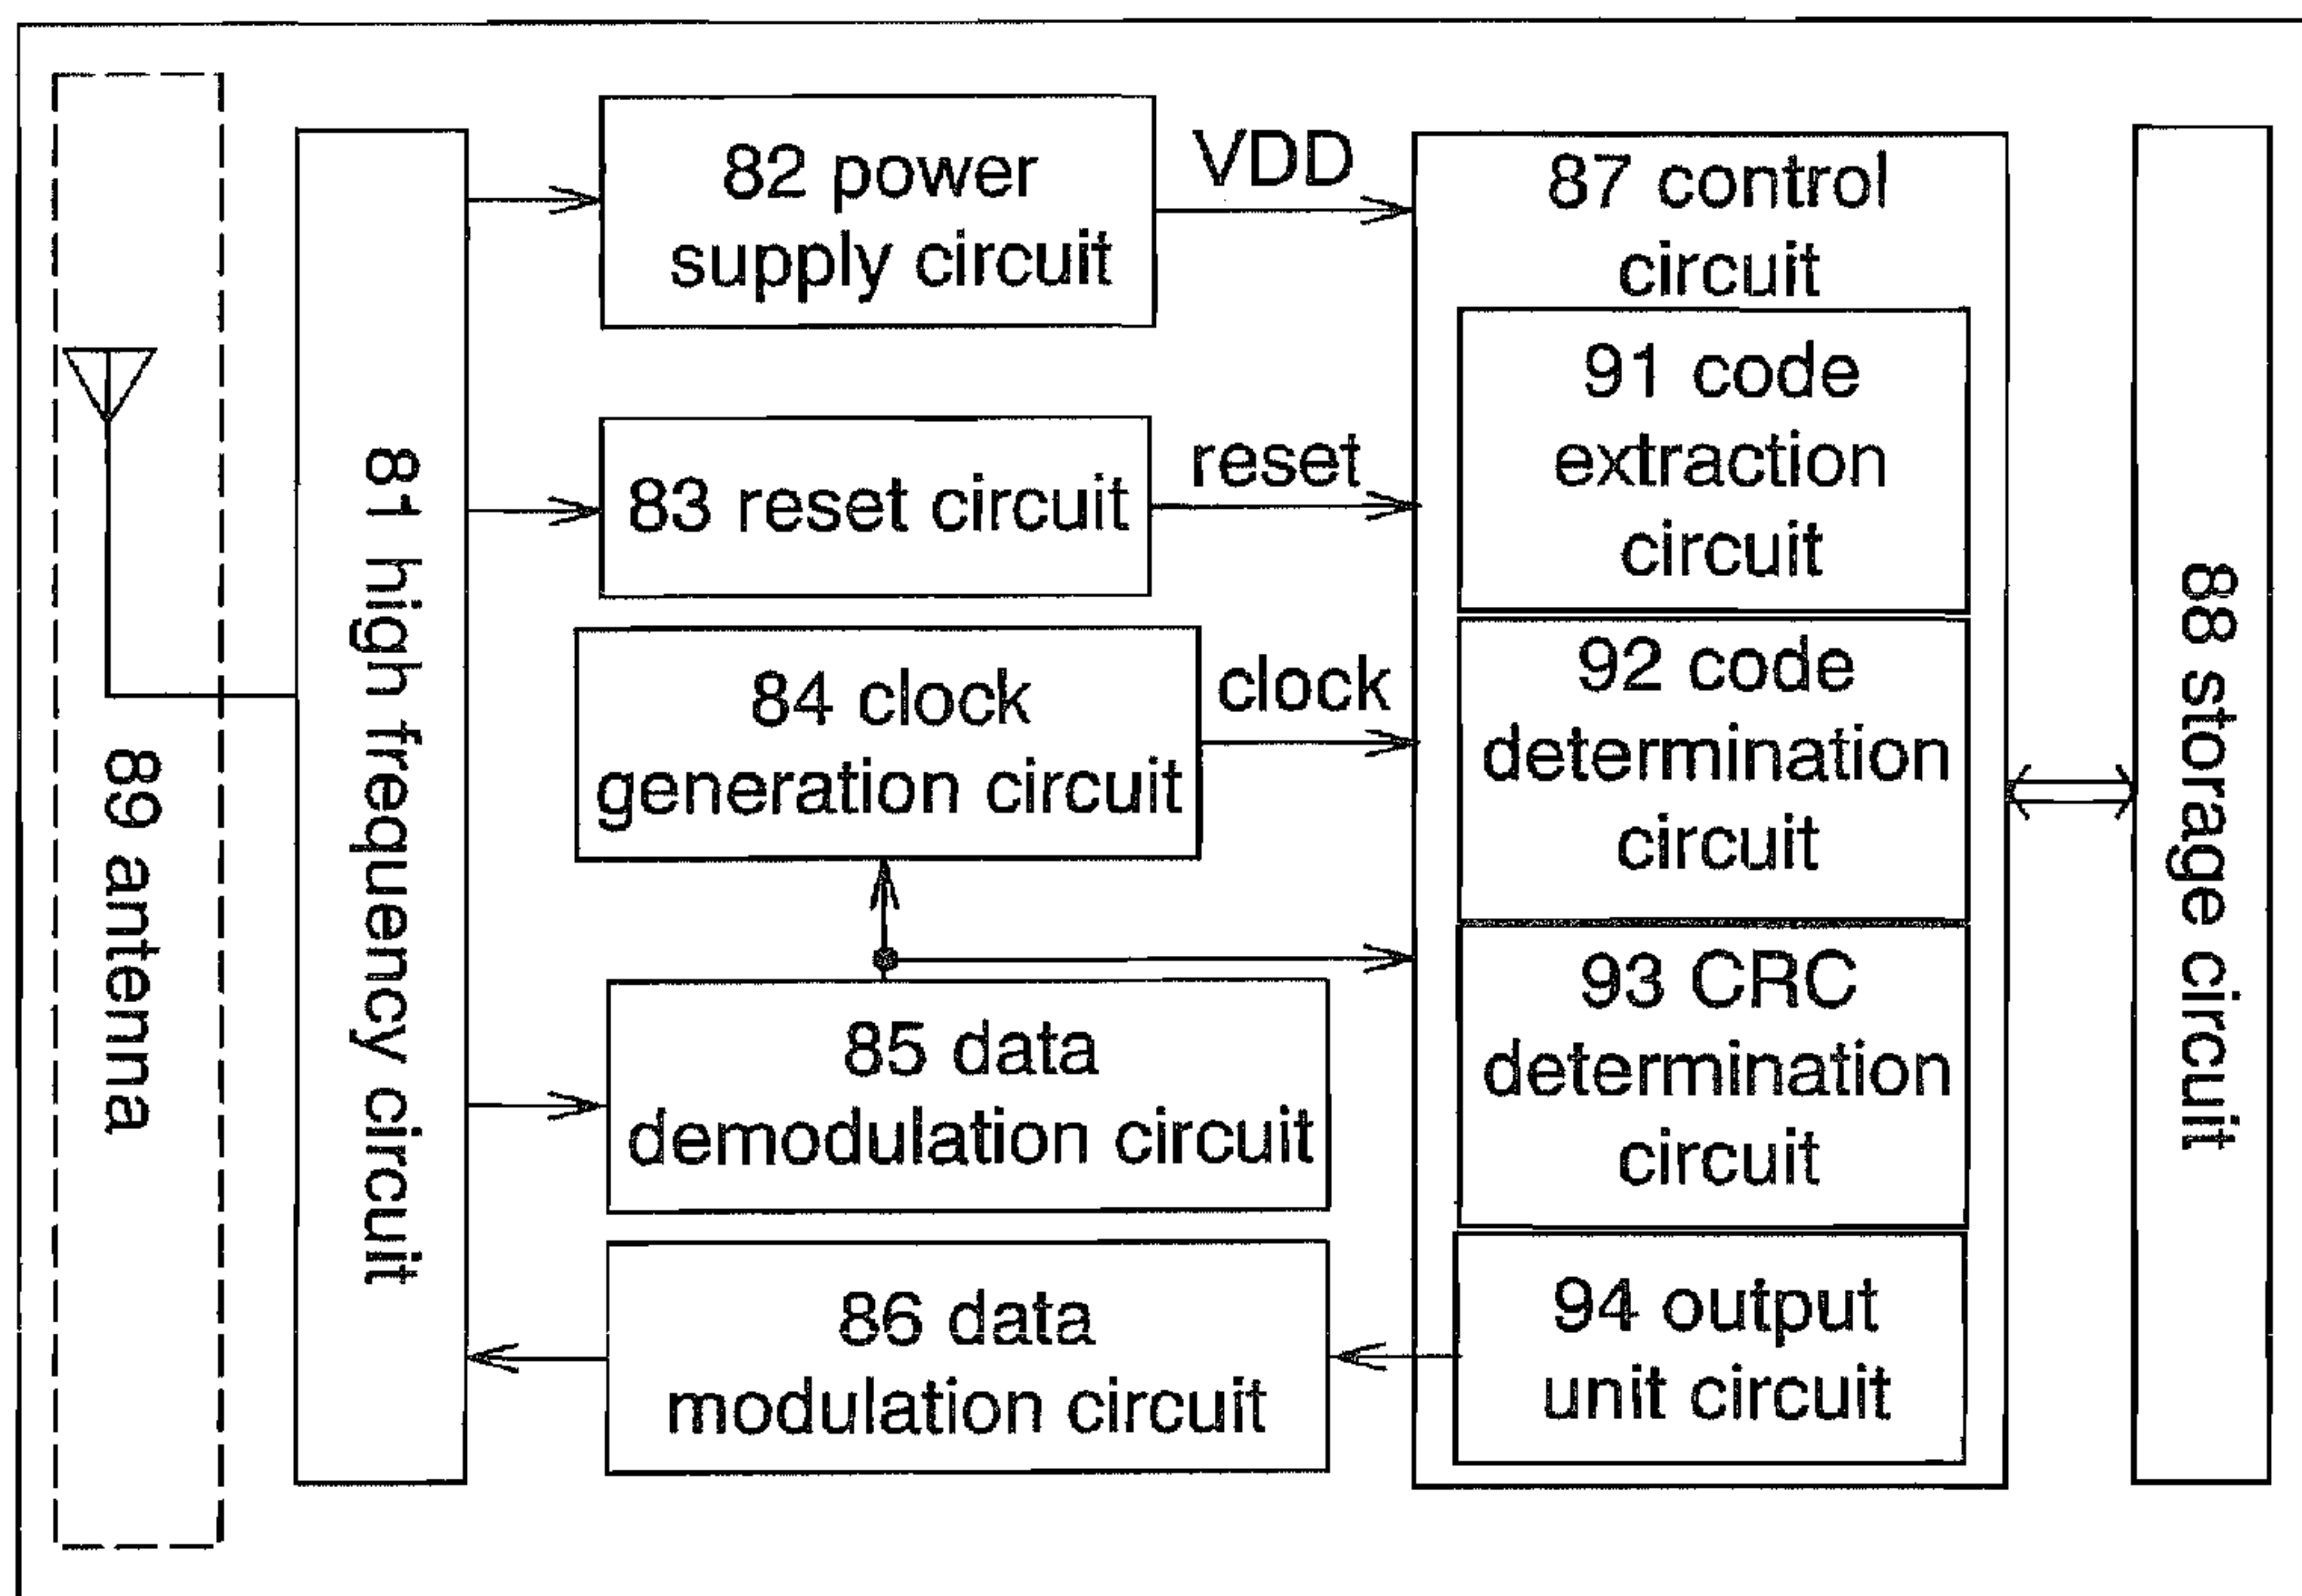 89 antenna
81 high frequency circuit
82 power
supply circuit
VDD
83 reset circuit
reset
84 clock
generation circuit
clock
85 data
demodulation circuit
86 data
modulation circuit
87 control
circuit
91 code
extraction
circuit
92 code
determination
circuit
93 CRC
determination
circuit
94 output
unit circuit
88 storage circuit